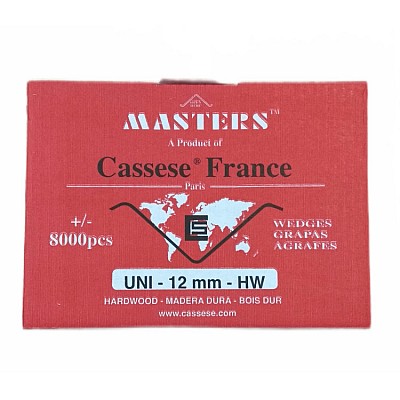 MASTERS™
A Product of
Cassese® France
Paris
+/-
8000pcs
WEDGES
GRAPAS
AGRAFES
UNI - 12 mm - HW
HARDWOOD - MADERA DURA - BOIS DUR
www.cassese.com